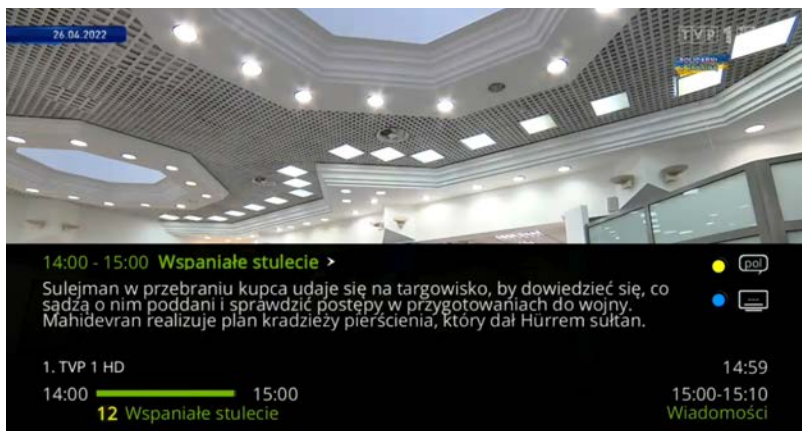 26.04.2022
TVP 1
14:00 - 15:00 Wspaniałe stulecie >
pol
Sulejman w przebraniu kupca udaje się na targowisko, by dowiedzieć się, co
sądzą o nim poddani i sprawdzić postępy w przygotowaniach do wojny.
Mahidevran realizuje plan kradzieży pierścienia, który dał Hürrem sułtan.
1. TVP 1 HD
14:59
14:00
15:00
15:00-15:10
12 Wspaniałe stulecie
Wiadomości